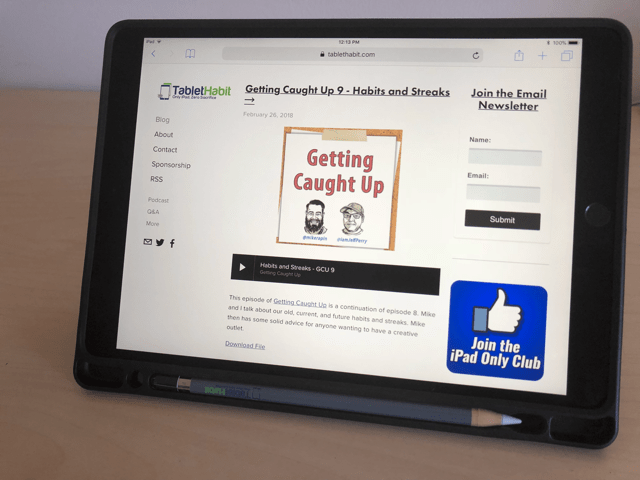 iPad
12:13 PM
100%
tablethabit.com
TabletHabit
Only iPad, Zero Sacrifice
Blog
About
Contact
Sponsorship
RSS
Podcast
Q&A
More
Getting Caught Up 9 - Habits and Streaks
→
February 26, 2018
Getting
Caught Up
@mikerapin
Habits and Streaks - GCU 9
Getting Caught Up
This episode of Getting Caught Up is a continuation of episode 8. Mike
and I talk about our old, current, and future habits and streaks. Mike
then has some solid advice for anyone wanting to have a creative
outlet.
Download File
Join the Email
Newsletter
Name:
Email:
Submit
Join the
iPad Only Club